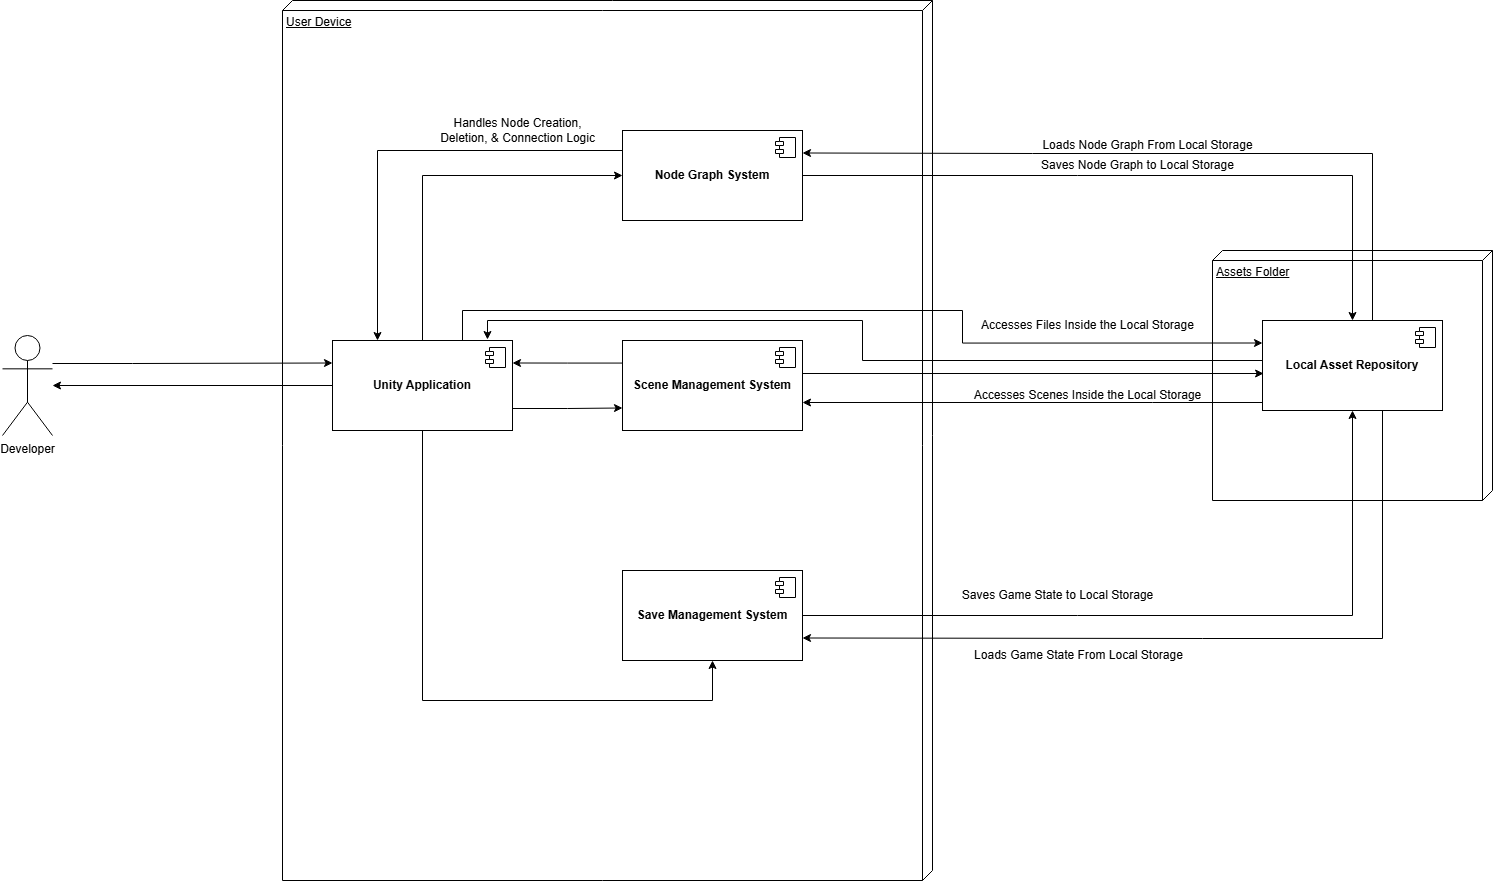 User Device
Handles Node Creation,
Deletion, & Connection Logic
Node Graph System
Loads Node Graph From Local Storage
Saves Node Graph to Local Storage
Assets Folder
Accesses Files Inside the Local Storage
Local Asset Repository
Unity Application
Scene Management System
Accesses Scenes Inside the Local Storage
Developer
Save Management System
Saves Game State to Local Storage
Loads Game State From Local Storage